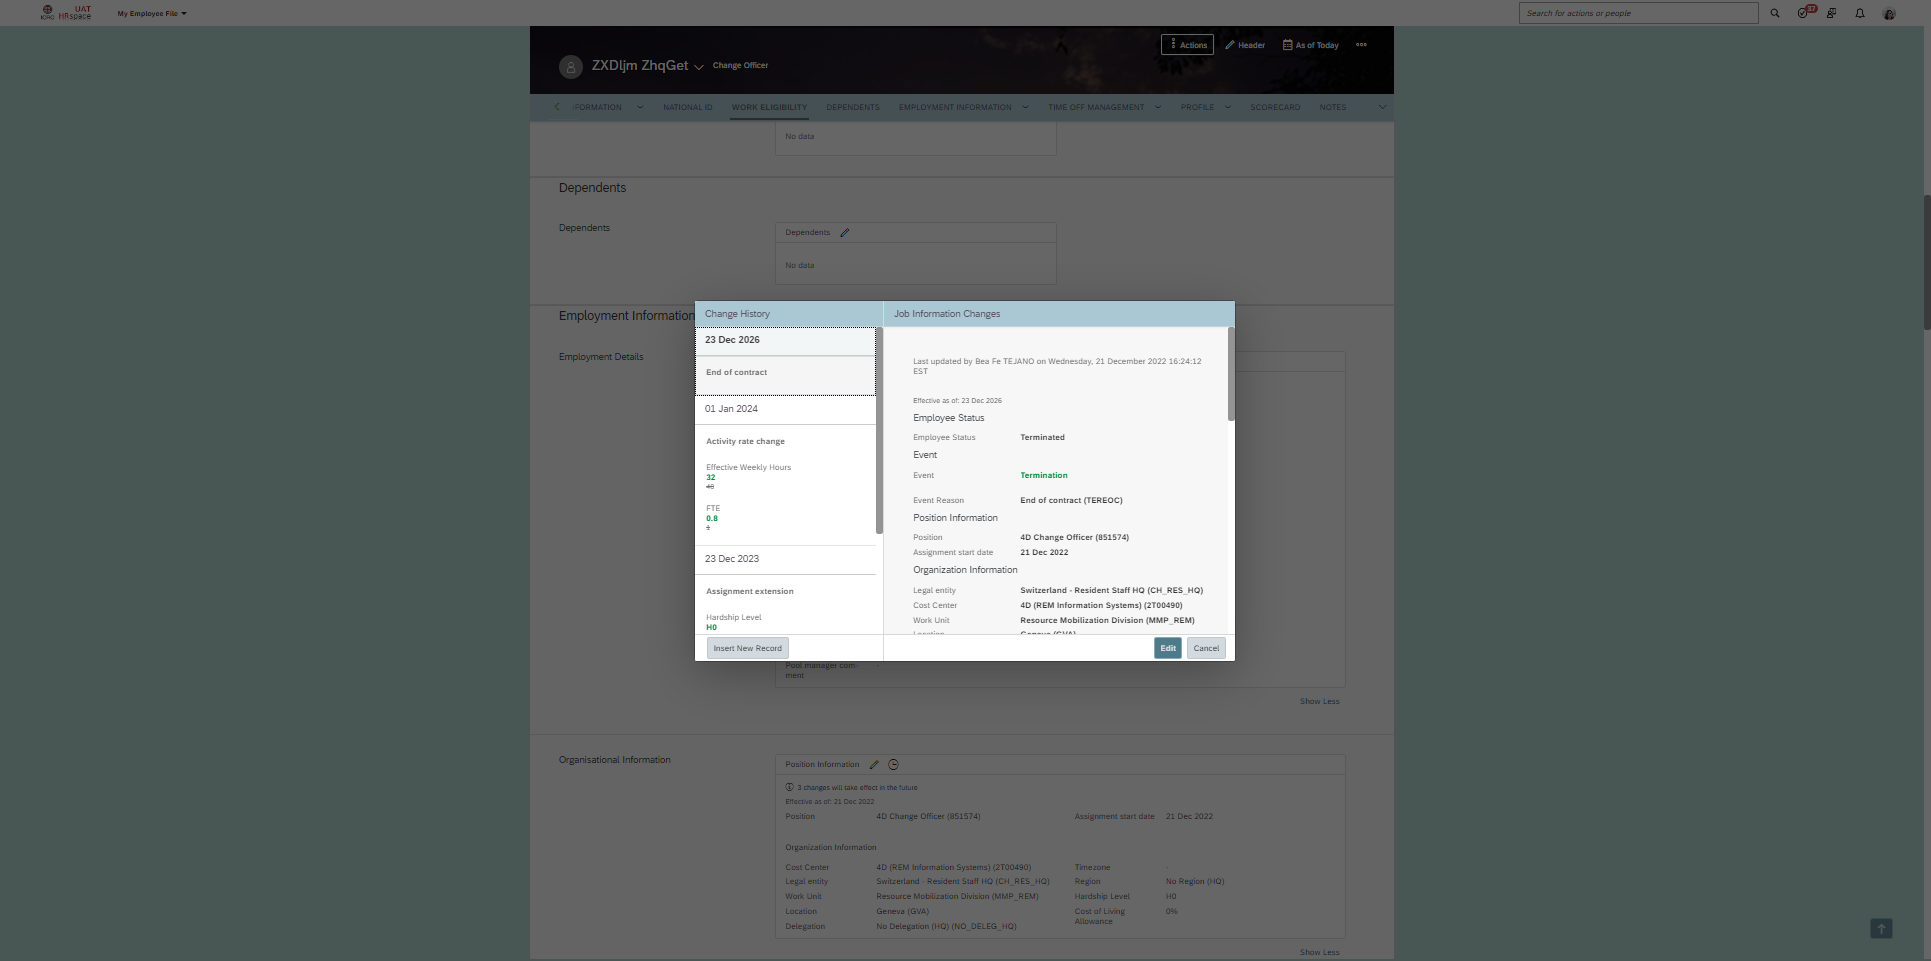 ICRC
UAT
HRspace
My Employee File
Search for actions or people
37
ZXDljm ZhqGet
Change Officer
Actions
Header
As of Today
FORMATION
NATIONAL ID
WORK ELIGIBILITY
DEPENDENTS
EMPLOYMENT INFORMATION
TIME OFF MANAGEMENT
PROFILE
SCORECARD
NOTES
No data
Dependents
Dependents
Dependents
No data
Employment Information
Employment Details
Change History
23 Dec 2026
End of contract
01 Jan 2024
Activity rate change
Effective Weekly Hours
32
40
FTE
0.8
1
23 Dec 2023
Assignment extension
Hardship Level
H0
Insert New Record
Job Information Changes
Last updated by Bea Fe TEJANO on Wednesday, 21 December 2022 16:24:12
EST
Effective as of: 23 Dec 2026
Employee Status
Employee Status Terminated
Event
Event Termination
Event Reason End of contract (TEREOC)
Position Information
Position 4D Change Officer (851574)
Assignment start date 21 Dec 2022
Organization Information
Legal entity Switzerland - Resident Staff HQ (CH_RES_HQ)
Cost Center 4D (REM Information Systems) (2T00490)
Work Unit Resource Mobilization Division (MMP_REM)
Location Geneva (GVA)
Edit
Cancel
Pool manager com-
ment
Show Less
Organisational Information
Position Information
3 changes will take effect in the future
Effective as of: 21 Dec 2022
Position 4D Change Officer (851574) Assignment start date 21 Dec 2022
Organization Information
Cost Center 4D (REM Information Systems) (2T00490) Timezone -
Legal entity Switzerland - Resident Staff HQ (CH_RES_HQ) Region No Region (HQ)
Work Unit Resource Mobilization Division (MMP_REM) Hardship Level H0
Location Geneva (GVA) Cost of Living 0%
Allowance
Delegation No Delegation (HQ) (NO_DELEG_HQ)
Show Less